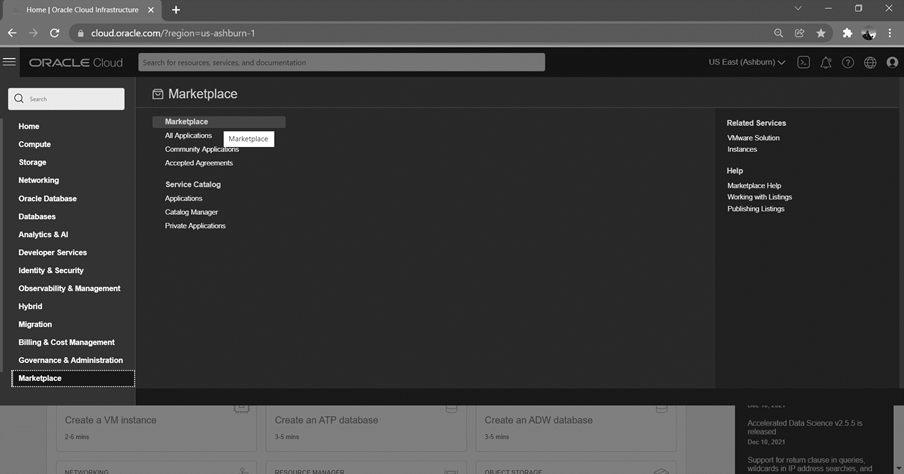 Home | Oracle Cloud Infrastructure
cloud.oracle.com/?region=us-ashburn-1
ORACLE Cloud
Search for resources, services, and documentation
US East (Ashburn)
Search
Home
Compute
Storage
Networking
Oracle Database
Databases
Analytics & AI
Developer Services
Identity & Security
Observability & Management
Hybrid
Migration
Billing & Cost Management
Governance & Administration
Marketplace
Marketplace
Marketplace
All Applications
Marketplace
Community Applications
Accepted Agreements
Service Catalog
Applications
Catalog Manager
Private Applications
Related Services
VMware Solution
Instances
Help
Marketplace Help
Working with Listings
Publishing Listings
Create a VM instance
2-6 mins
Create an ATP database
3-5 mins
Create an ADW database
3-5 mins
NETWORKING
RESOURCE MANAGER
OBJECT STORAGE
Dec 10, 2021
Accelerated Data Science v2.5.5 is
released
Dec 10, 2021
Support for return clause in queries,
wildcards in IP address searches, and